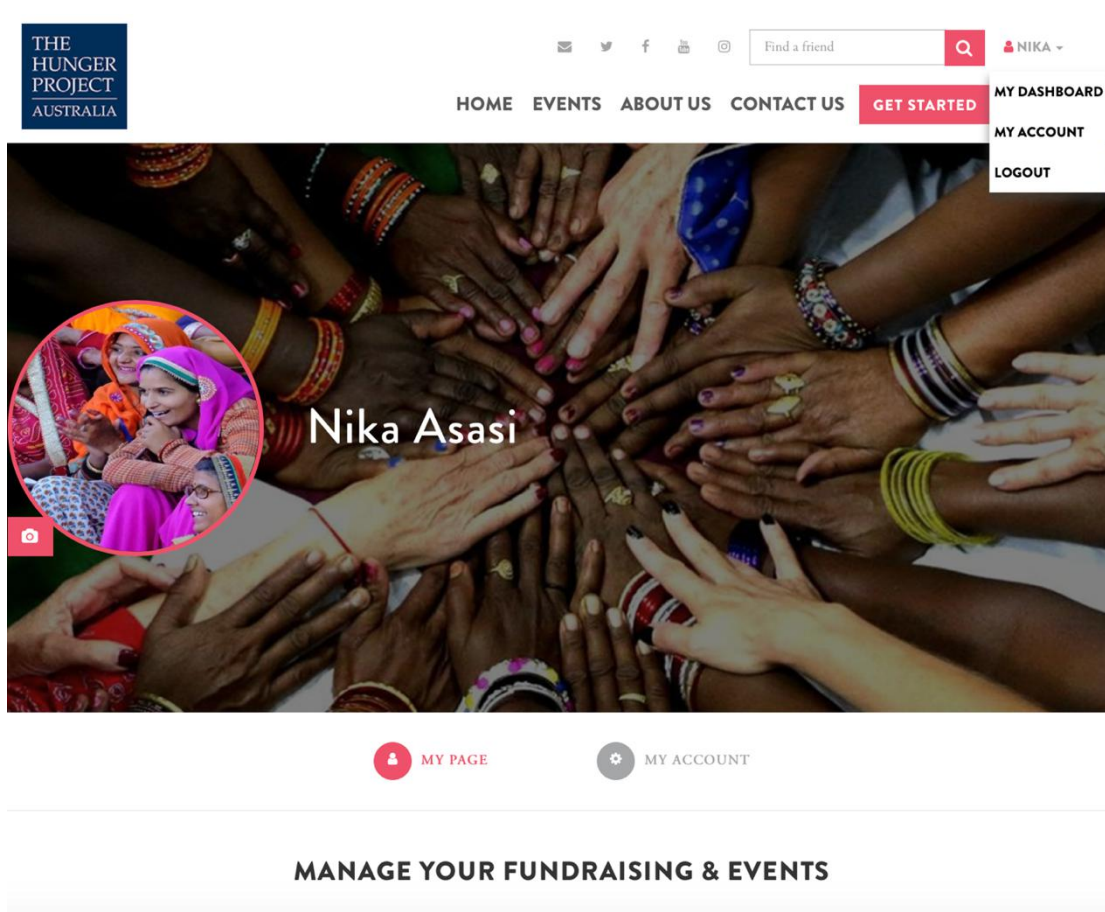 THE
HUNGER
PROJECT
AUSTRALIA
Find a friend
NIKA
HOME EVENTS ABOUT US CONTACT US GET STARTED
MY DASHBOARD
MY ACCOUNT
LOGOUT
Nika Asasi
MY PAGE MY ACCOUNT
MANAGE YOUR FUNDRAISING & EVENTS